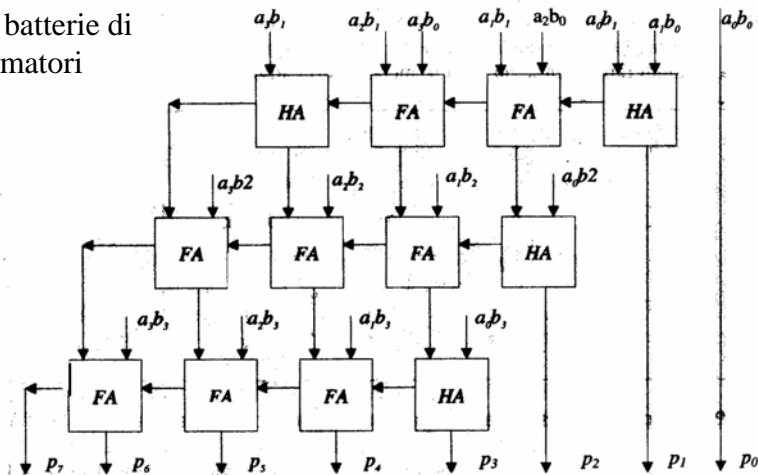 batterie di
matori
a₃b₁ a₂b₁ a₃b₀ a₁b₁ a₂b₀ a₀b₁ a₁b₀ a₀b₀
HA FA FA HA
a₃b2 a₂b₂ a₁b₂ a₀b2
FA FA FA HA
a₃b₃ a₂b₃ a₁b₃ a₀b₃
FA FA FA HA
p₇ p₆ p₅ p₄ p₃ p₂ p₁ p₀